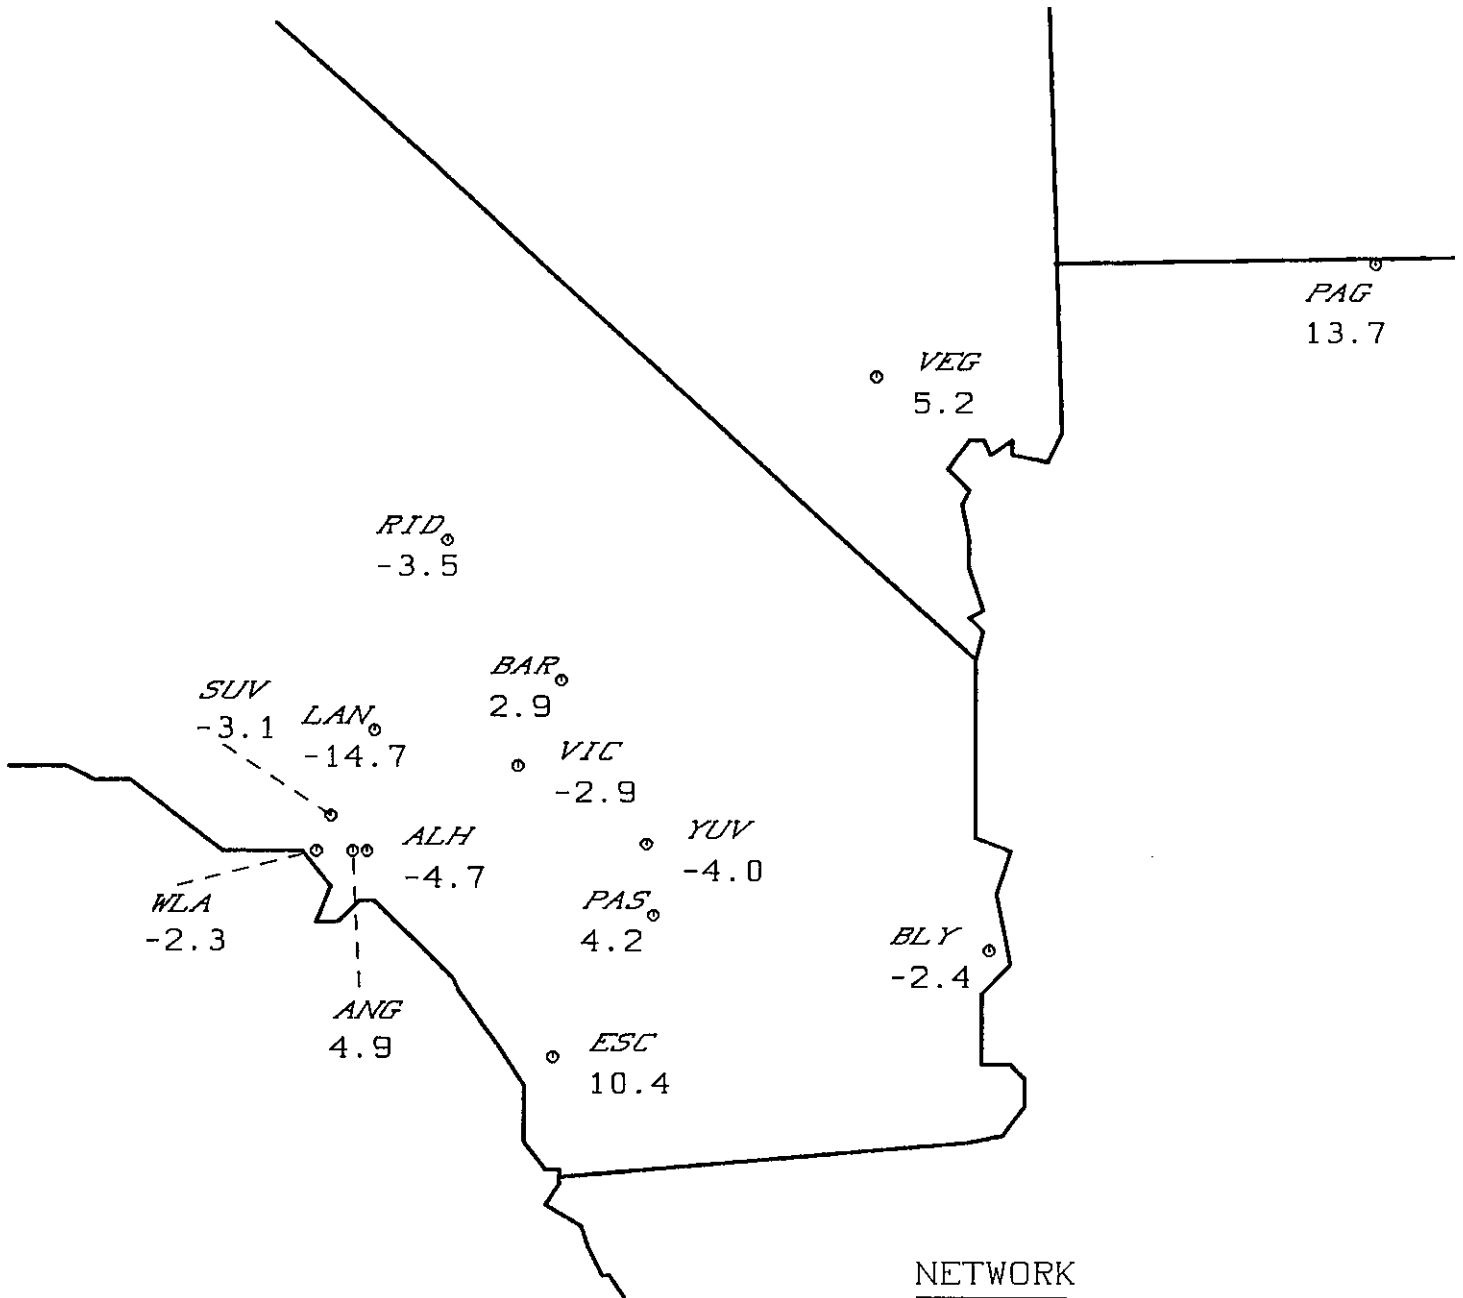 PAG
13.7
VEG
5.2
RID
-3.5
BAR
2.9
SUV
-3.1
LAN
-14.7
VIC
-2.9
ALH
-4.7
YUV
-4.0
WLA
-2.3
PAS
4.2
BLY
-2.4
ANG
4.9
ESC
10.4
NETWORK